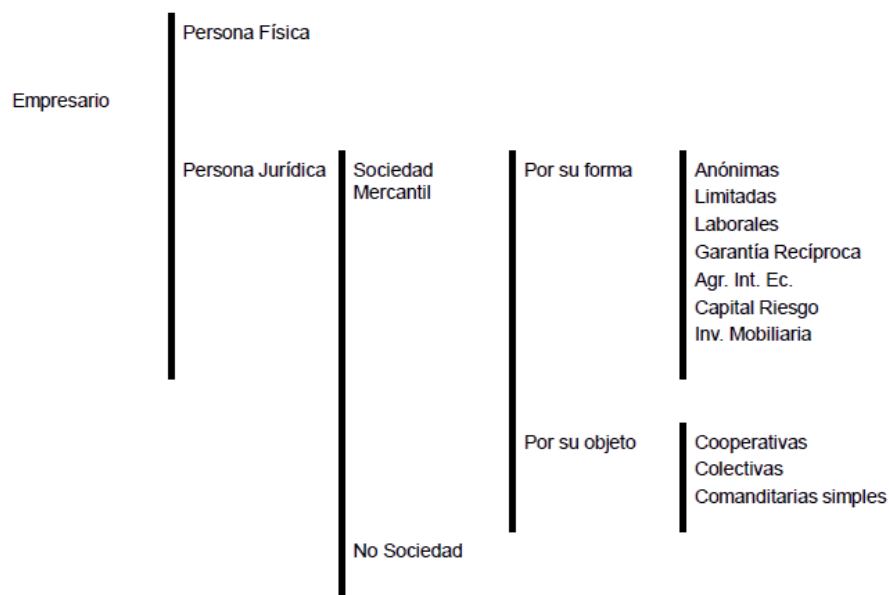 Persona Física
Empresario
Persona Jurídica
Sociedad
Mercantil
Por su forma
Anónimas
Limitadas
Laborales
Garantía Recíproca
Agr. Int. Ec.
Capital Riesgo
Inv. Mobiliaria
Por su objeto
Cooperativas
Colectivas
Comanditarias simples
No Sociedad